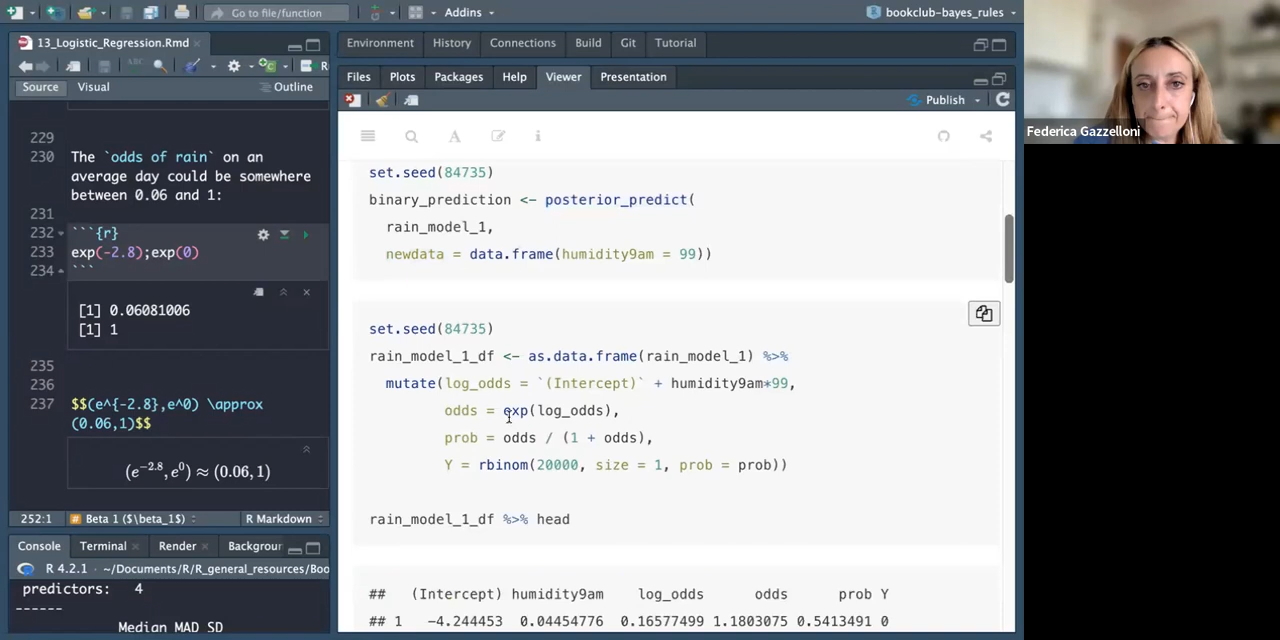 Go to file/function
Addins
bookclub-bayes_rules
13_Logistic_Regression.Rmd
ABC
R
Source
Visual
Outline
229
230 The `odds of rain` on an
average day could be somewhere
between 0.06 and 1:
231
232 ```{r}
233 exp(-2.8);exp(0)
234 ```
[1] 0.06081006
[1] 1
235
236
237 $$(e^{-2.8},e^0) \approx
(0.06,1)$$
(e^{-2.8}, e^0) ≈ (0.06, 1)
252:1
# Beta 1 ($\beta_1$)
R Markdown
Console
Terminal
Render
Backgroun
R 4.2.1 · ~/Documents/R/R_general_resources/Boo
predictors: 4
------
Median MAD SD
Environment
History
Connections
Build
Git
Tutorial
Files
Plots
Packages
Help
Viewer
Presentation
Publish
A
i
set.seed(84735)
binary_prediction <- posterior_predict(
rain_model_1,
newdata = data.frame(humidity9am = 99))
set.seed(84735)
rain_model_1_df <- as.data.frame(rain_model_1) %>%
mutate(log_odds = `(Intercept)` + humidity9am*99,
odds = exp(log_odds),
prob = odds / (1 + odds),
Y = rbinom(20000, size = 1, prob = prob))
rain_model_1_df %>% head
## (Intercept) humidity9am log_odds odds prob Y
## 1 -4.244453 0.04454776 0.16577499 1.1803075 0.5413491 0
Federica Gazzelloni